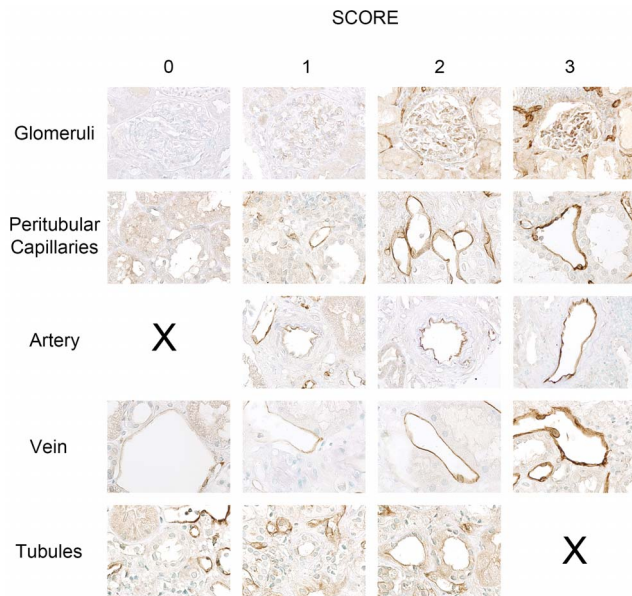 SCORE
0 1 2 3
Glomeruli
Peritubular
Capillaries
Artery X
Vein
Tubules X